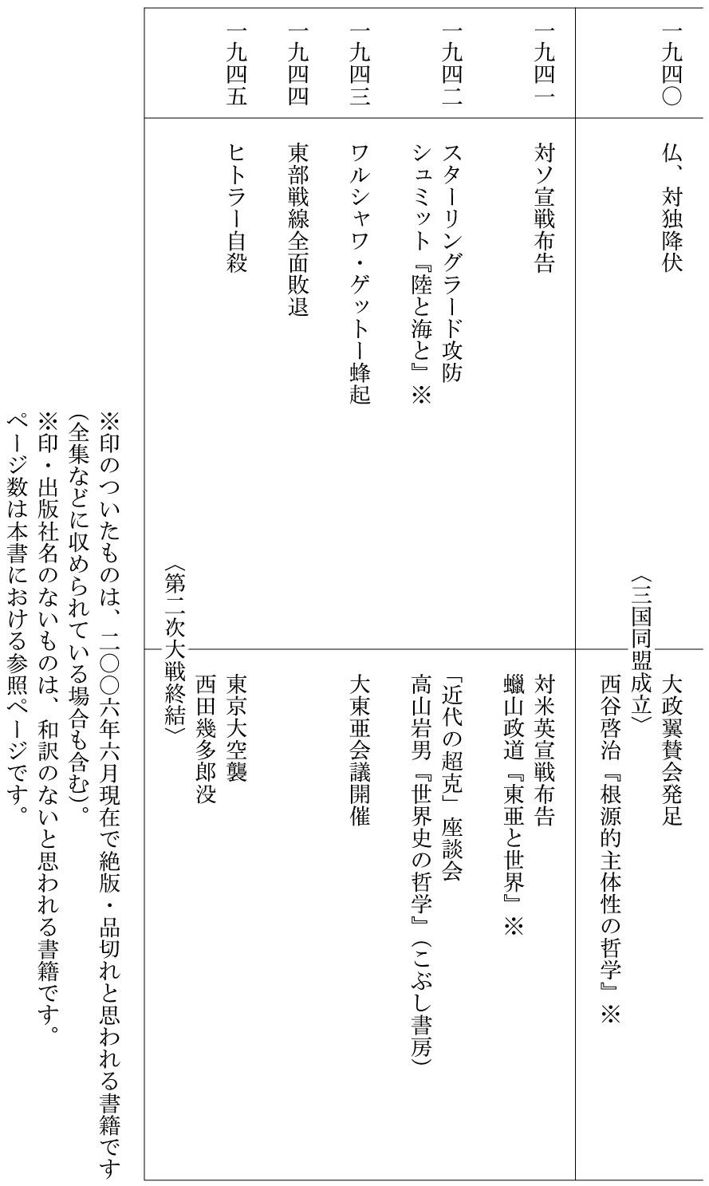 一九四〇
仏、対独降伏
大政翼賛会発足
〈三国同盟成立〉
西谷啓治『根源的主体性の哲学』※
一九四一
対ソ宣戦布告
対米英宣戦布告
蠟山政道『東亜と世界』※
一九四二
スターリングラード攻防
シュミット『陸と海と』※
「近代の超克」座談会
高山岩男『世界史の哲学』(こぶし書房)
一九四三
ワルシャワ・ゲットー蜂起
大東亜会議開催
一九四四
東部戦線全面敗退
一九四五
ヒトラー自殺
東京大空襲
西田幾多郎没
〈第二次大戦終結〉
※印のついたものは、二〇〇六年六月現在で絶版・品切れと思われる書籍です
(全集などに収められている場合も含む)。
※印・出版社名のないものは、和訳のないと思われる書籍です。
ページ数は本書における参照ページです。